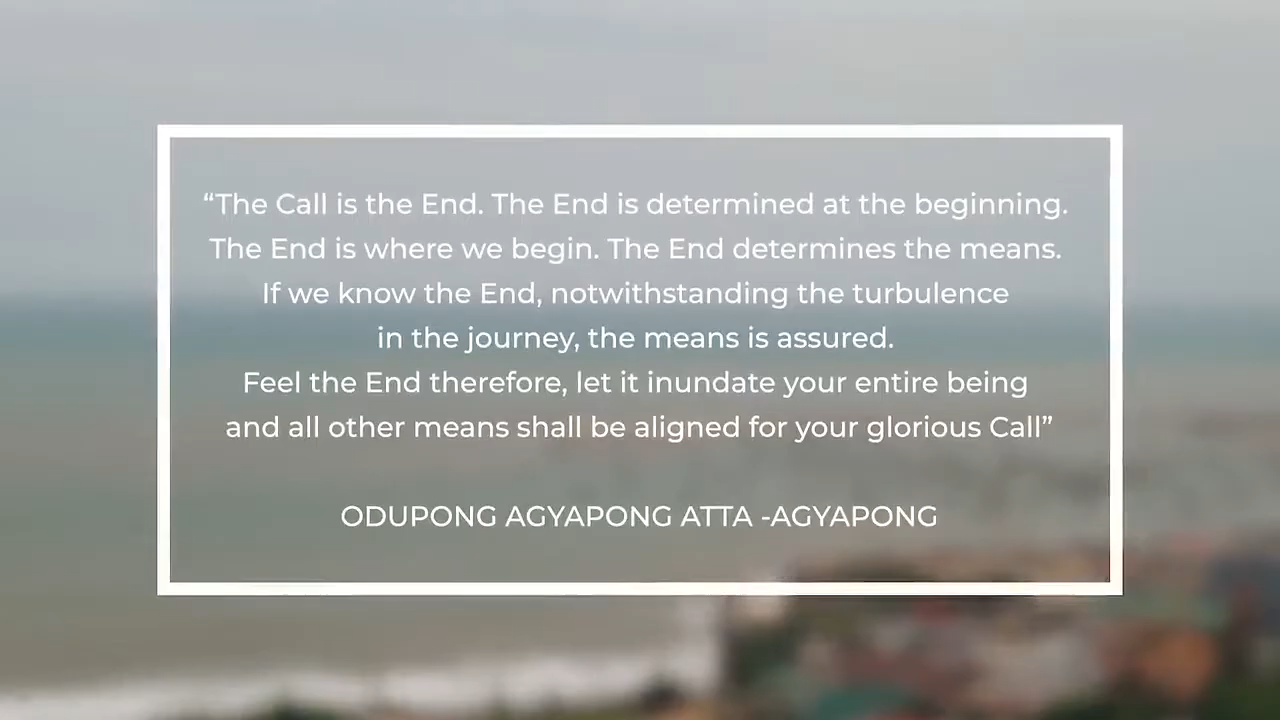 “The Call is the End. The End is determined at the beginning.
The End is where we begin. The End determines the means.
If we know the End, notwithstanding the turbulence
in the journey, the means is assured.
Feel the End therefore, let it inundate your entire being
and all other means shall be aligned for your glorious Call”
ODUPONG AGYAPONG ATTA -AGYAPONG